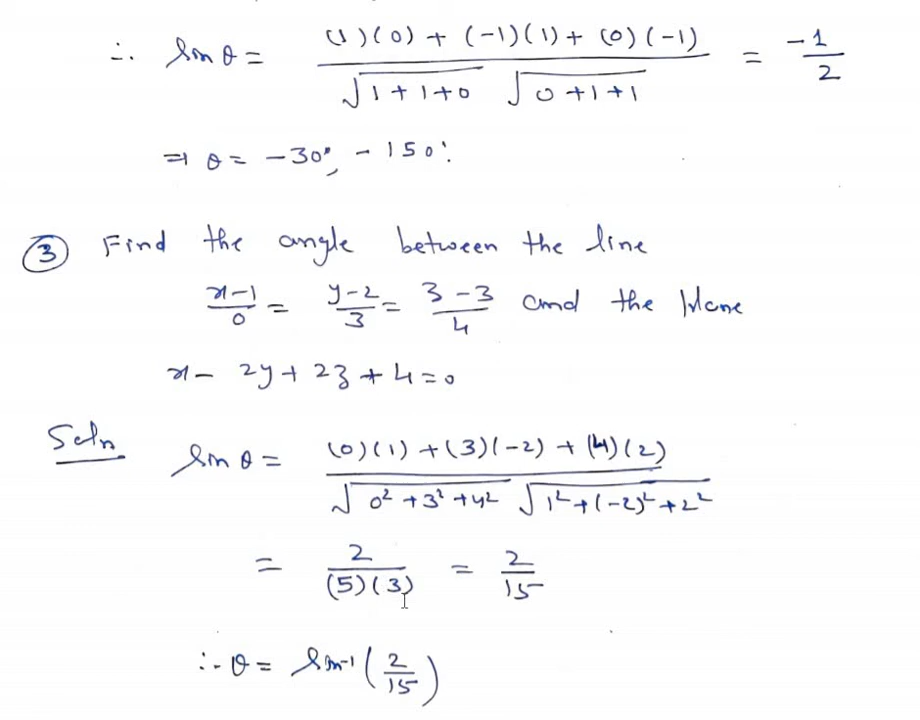 ∴ sin θ = (1)(0) + (-1)(1) + (0)(-1) / √1+1+0 √0+1+1 = -1/2
⇒ θ = -30°, -150°.
③ Find the angle between the line
x-1/0 = y-2/3 = 3-3/4 and the plane
x - 2y + 2z + 4 = 0
Soln
sin θ = (0)(1) + (3)(-2) + (4)(2) / √0²+3²+4² √1²+(-2)²+2²
= 2/(5)(3) = 2/15
∴ θ = sin⁻¹(2/15)